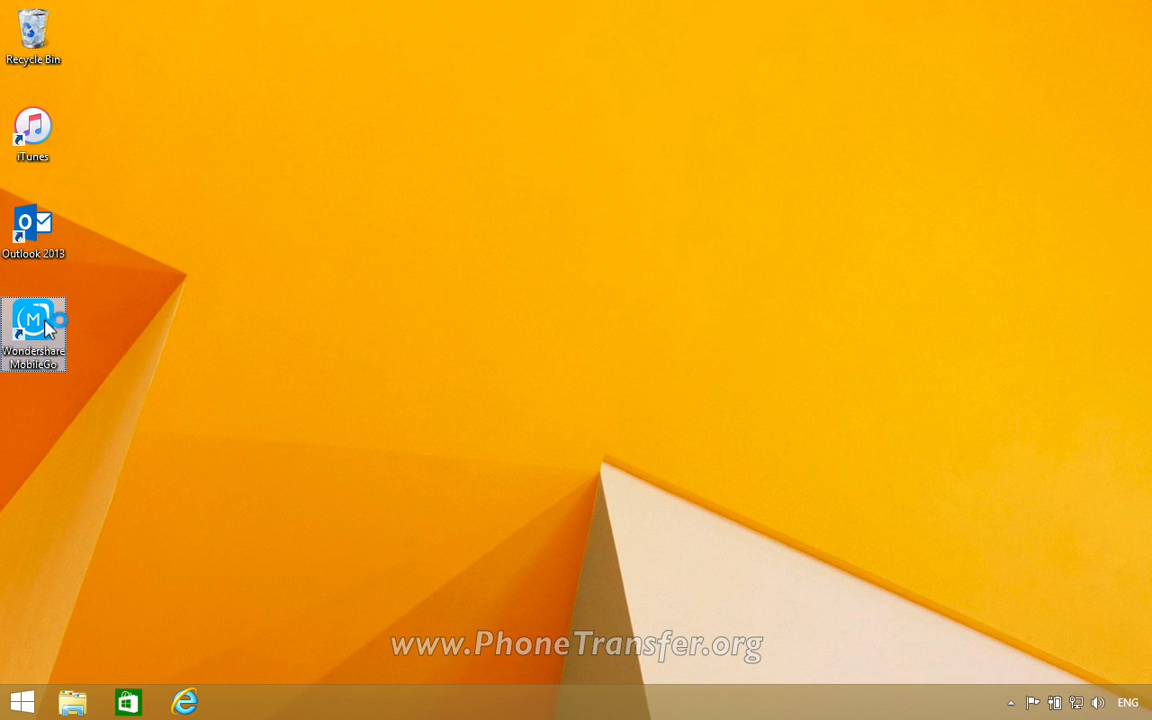 Recycle Bin
iTunes
Outlook 2013
M
Wondershare
MobileGo
www.PhoneTransfer.org
ENG